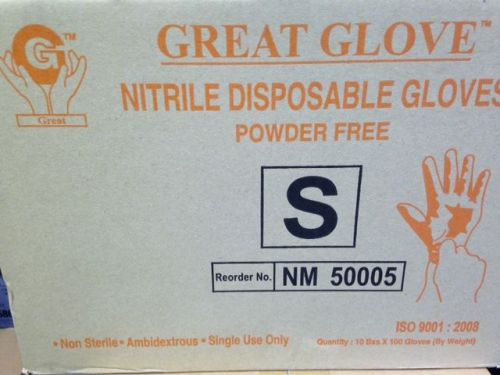 G™
Great
GREAT GLOVE™
NITRILE DISPOSABLE GLOVES
POWDER FREE
S
Reorder No. NM 50005
ISO 9001 : 2008
• Non Sterile • Ambidextrous • Single Use Only
Quantity : 10 Bxs X 100 Gloves (By Weight)